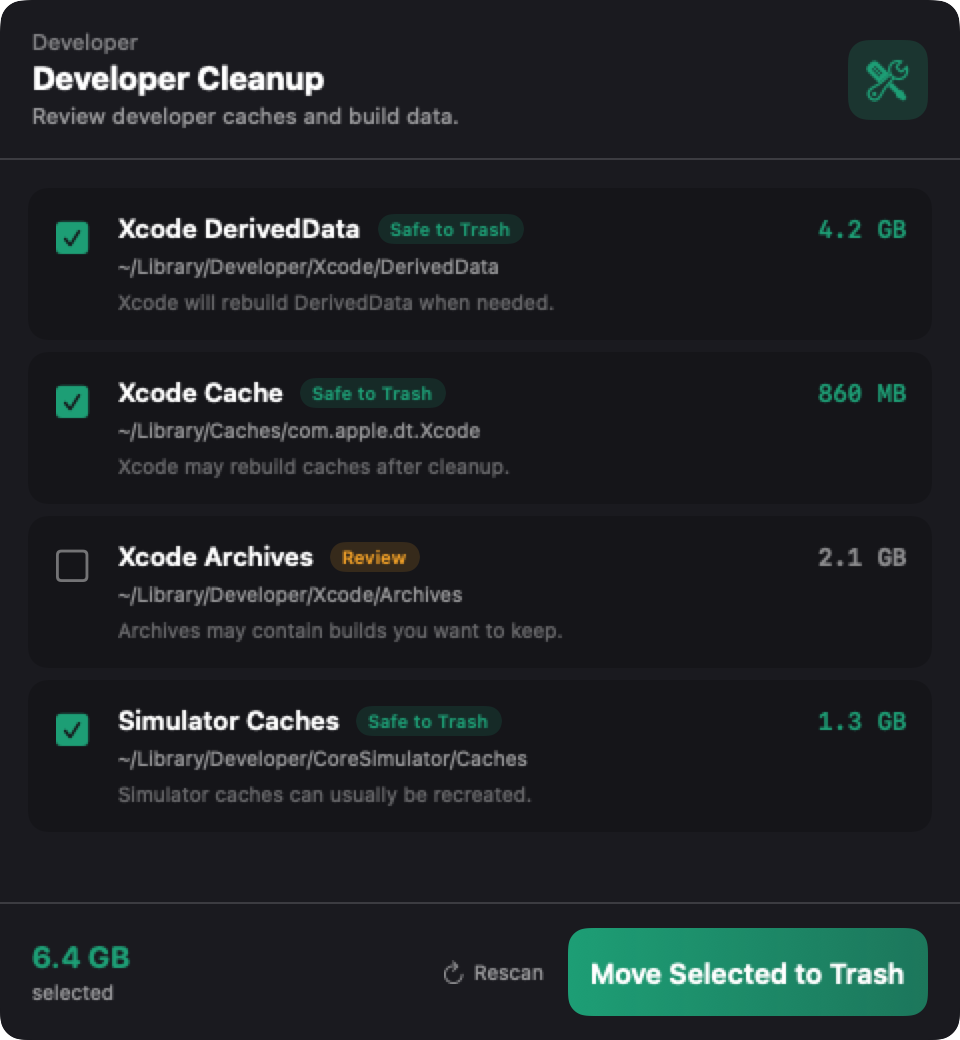 Developer
Developer Cleanup
Review developer caches and build data.
Xcode DerivedData Safe to Trash 4.2 GB
~/Library/Developer/Xcode/DerivedData
Xcode will rebuild DerivedData when needed.
Xcode Cache Safe to Trash 860 MB
~/Library/Caches/com.apple.dt.Xcode
Xcode may rebuild caches after cleanup.
Xcode Archives Review 2.1 GB
~/Library/Developer/Xcode/Archives
Archives may contain builds you want to keep.
Simulator Caches Safe to Trash 1.3 GB
~/Library/Developer/CoreSimulator/Caches
Simulator caches can usually be recreated.
6.4 GB
selected
Rescan
Move Selected to Trash